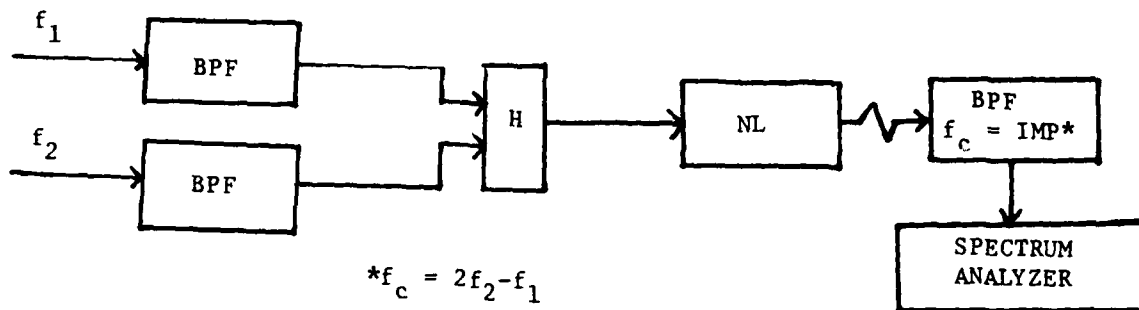 f1
BPF
f2
BPF
H
NL
BPF
fc = IMP*
SPECTRUM
ANALYZER
*fc = 2f2-f1